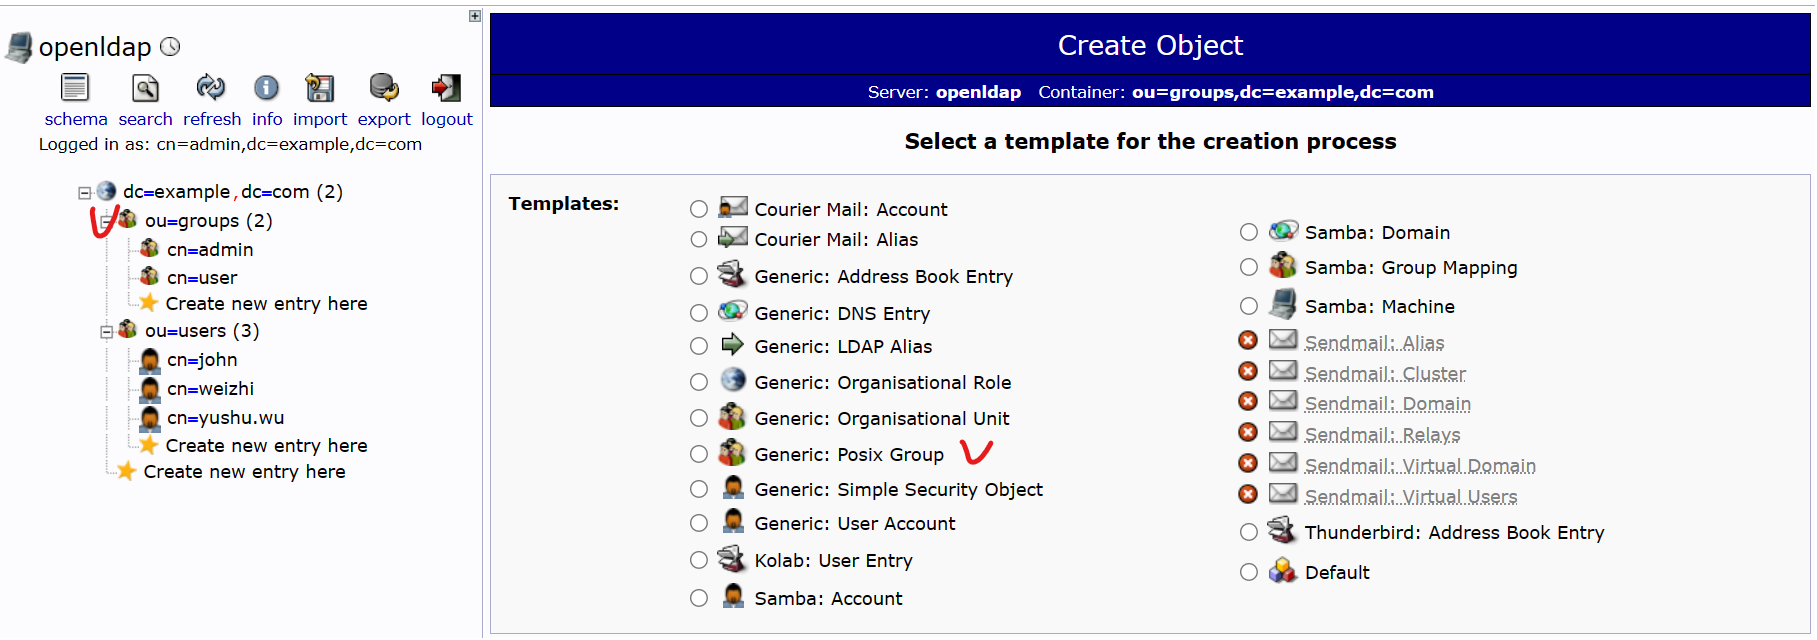 openldap
schema search refresh info import export logout
Logged in as: cn=admin,dc=example,dc=com
dc=example,dc=com (2)
ou=groups (2)
cn=admin
cn=user
Create new entry here
ou=users (3)
cn=john
cn=weizhi
cn=yushu.wu
Create new entry here
Create new entry here
Create Object
Server: openldap Container: ou=groups,dc=example,dc=com
Select a template for the creation process
Templates:
Courier Mail: Account
Courier Mail: Alias
Generic: Address Book Entry
Generic: DNS Entry
Generic: LDAP Alias
Generic: Organisational Role
Generic: Organisational Unit
Generic: Posix Group
Generic: Simple Security Object
Generic: User Account
Kolab: User Entry
Samba: Account
Samba: Domain
Samba: Group Mapping
Samba: Machine
Sendmail: Alias
Sendmail: Cluster
Sendmail: Domain
Sendmail: Relays
Sendmail: Virtual Domain
Sendmail: Virtual Users
Thunderbird: Address Book Entry
Default